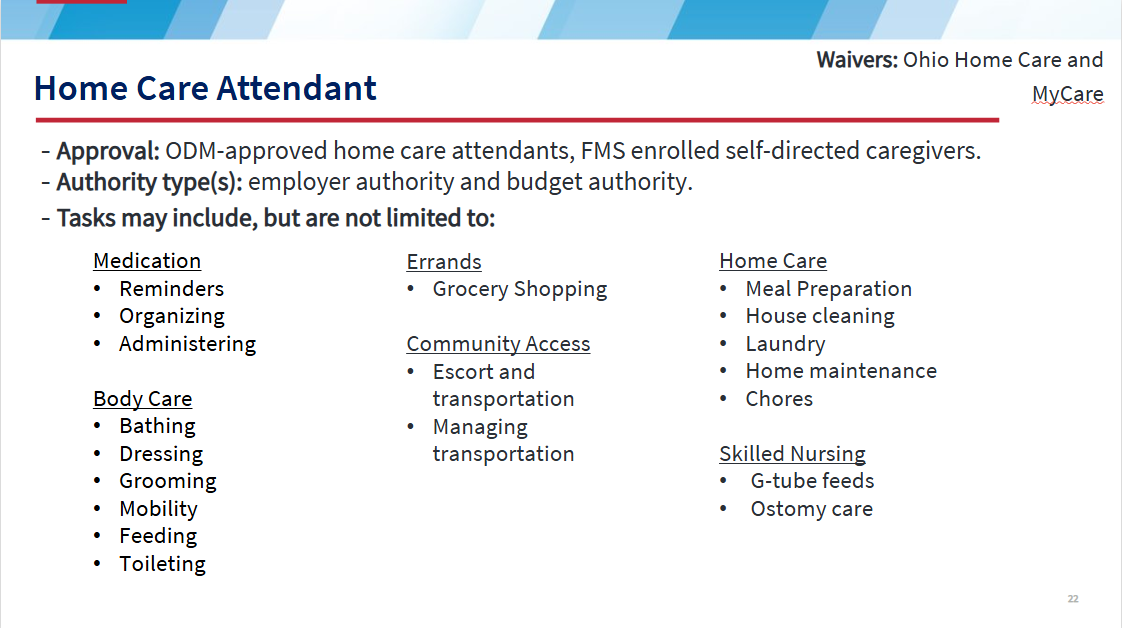 Waivers: Ohio Home Care and
MyCare
Home Care Attendant
- Approval: ODM-approved home care attendants, FMS enrolled self-directed caregivers.
- Authority type(s): employer authority and budget authority.
- Tasks may include, but are not limited to:
Medication
• Reminders
• Organizing
• Administering
Body Care
• Bathing
• Dressing
• Grooming
• Mobility
• Feeding
• Toileting
Errands
• Grocery Shopping
Community Access
• Escort and
transportation
• Managing
transportation
Home Care
• Meal Preparation
• House cleaning
• Laundry
• Home maintenance
• Chores
Skilled Nursing
• G-tube feeds
• Ostomy care
22